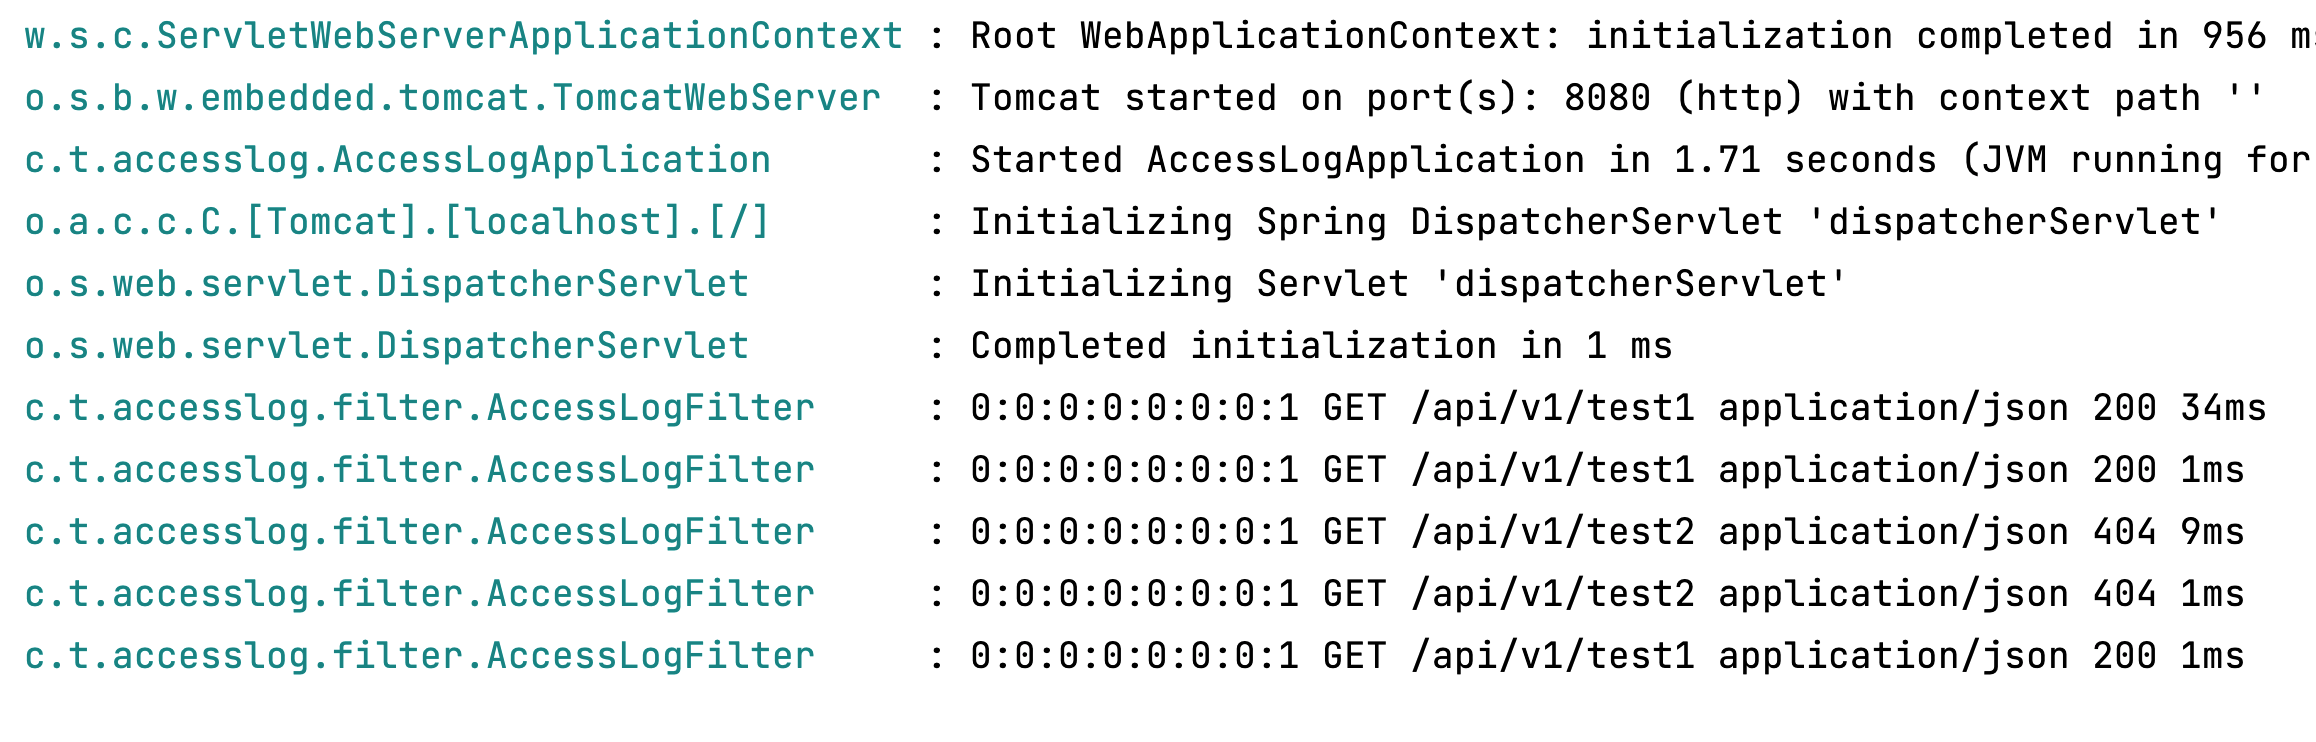 w.s.c.ServletWebServerApplicationContext : Root WebApplicationContext: initialization completed in 956 ms
o.s.b.w.embedded.tomcat.TomcatWebServer : Tomcat started on port(s): 8080 (http) with context path ''
c.t.accesslog.AccessLogApplication : Started AccessLogApplication in 1.71 seconds (JVM running for
o.a.c.c.C.[Tomcat].[localhost].[/] : Initializing Spring DispatcherServlet 'dispatcherServlet'
o.s.web.servlet.DispatcherServlet : Initializing Servlet 'dispatcherServlet'
o.s.web.servlet.DispatcherServlet : Completed initialization in 1 ms
c.t.accesslog.filter.AccessLogFilter : 0:0:0:0:0:0:0:1 GET /api/v1/test1 application/json 200 34ms
c.t.accesslog.filter.AccessLogFilter : 0:0:0:0:0:0:0:1 GET /api/v1/test1 application/json 200 1ms
c.t.accesslog.filter.AccessLogFilter : 0:0:0:0:0:0:0:1 GET /api/v1/test2 application/json 404 9ms
c.t.accesslog.filter.AccessLogFilter : 0:0:0:0:0:0:0:1 GET /api/v1/test2 application/json 404 1ms
c.t.accesslog.filter.AccessLogFilter : 0:0:0:0:0:0:0:1 GET /api/v1/test1 application/json 200 1ms